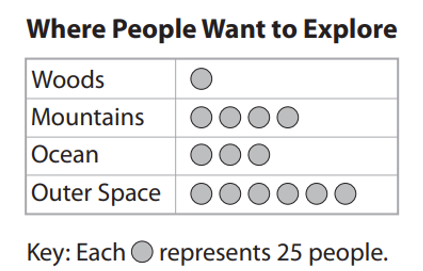 Where People Want to Explore
Woods
Mountains
Ocean
Outer Space
Key: Each represents 25 people.